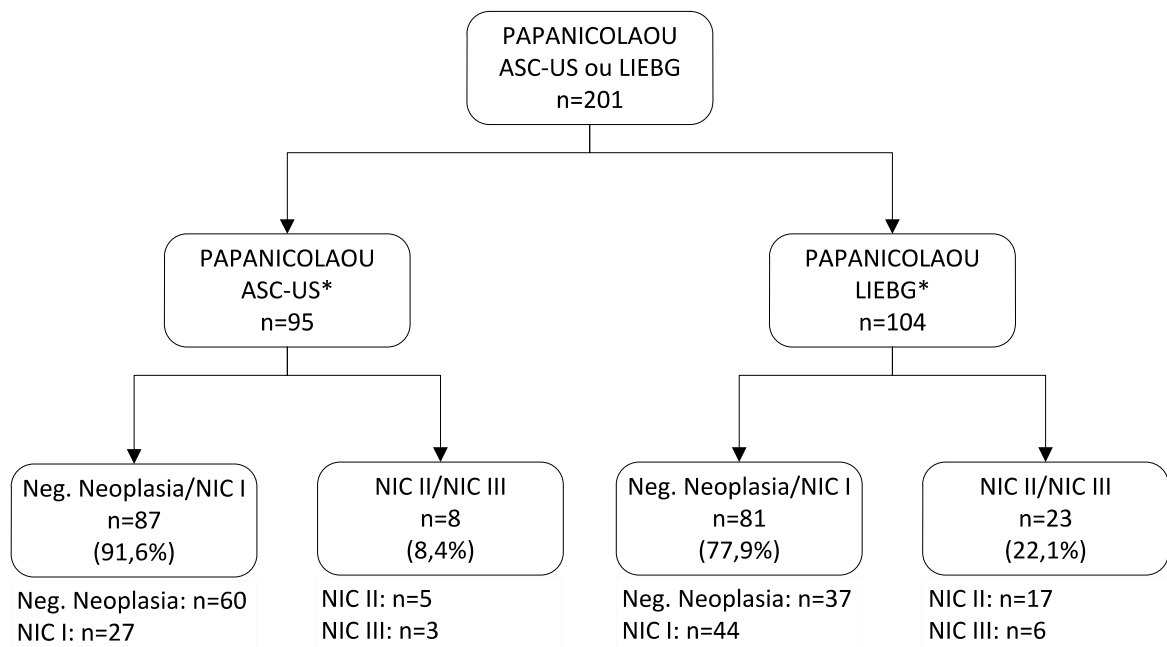 PAPANICOLAOU
ASC-US ou LIEBG
n=201
PAPANICOLAOU
ASC-US*
n=95
PAPANICOLAOU
LIEBG*
n=104
Neg. Neoplasia/NIC I
n=87
(91,6%)
NIC II/NIC III
n=8
(8,4%)
Neg. Neoplasia/NIC I
n=81
(77,9%)
NIC II/NIC III
n=23
(22,1%)
Neg. Neoplasia: n=60
NIC I: n=27
NIC II: n=5
NIC III: n=3
Neg. Neoplasia: n=37
NIC I: n=44
NIC II: n=17
NIC III: n=6